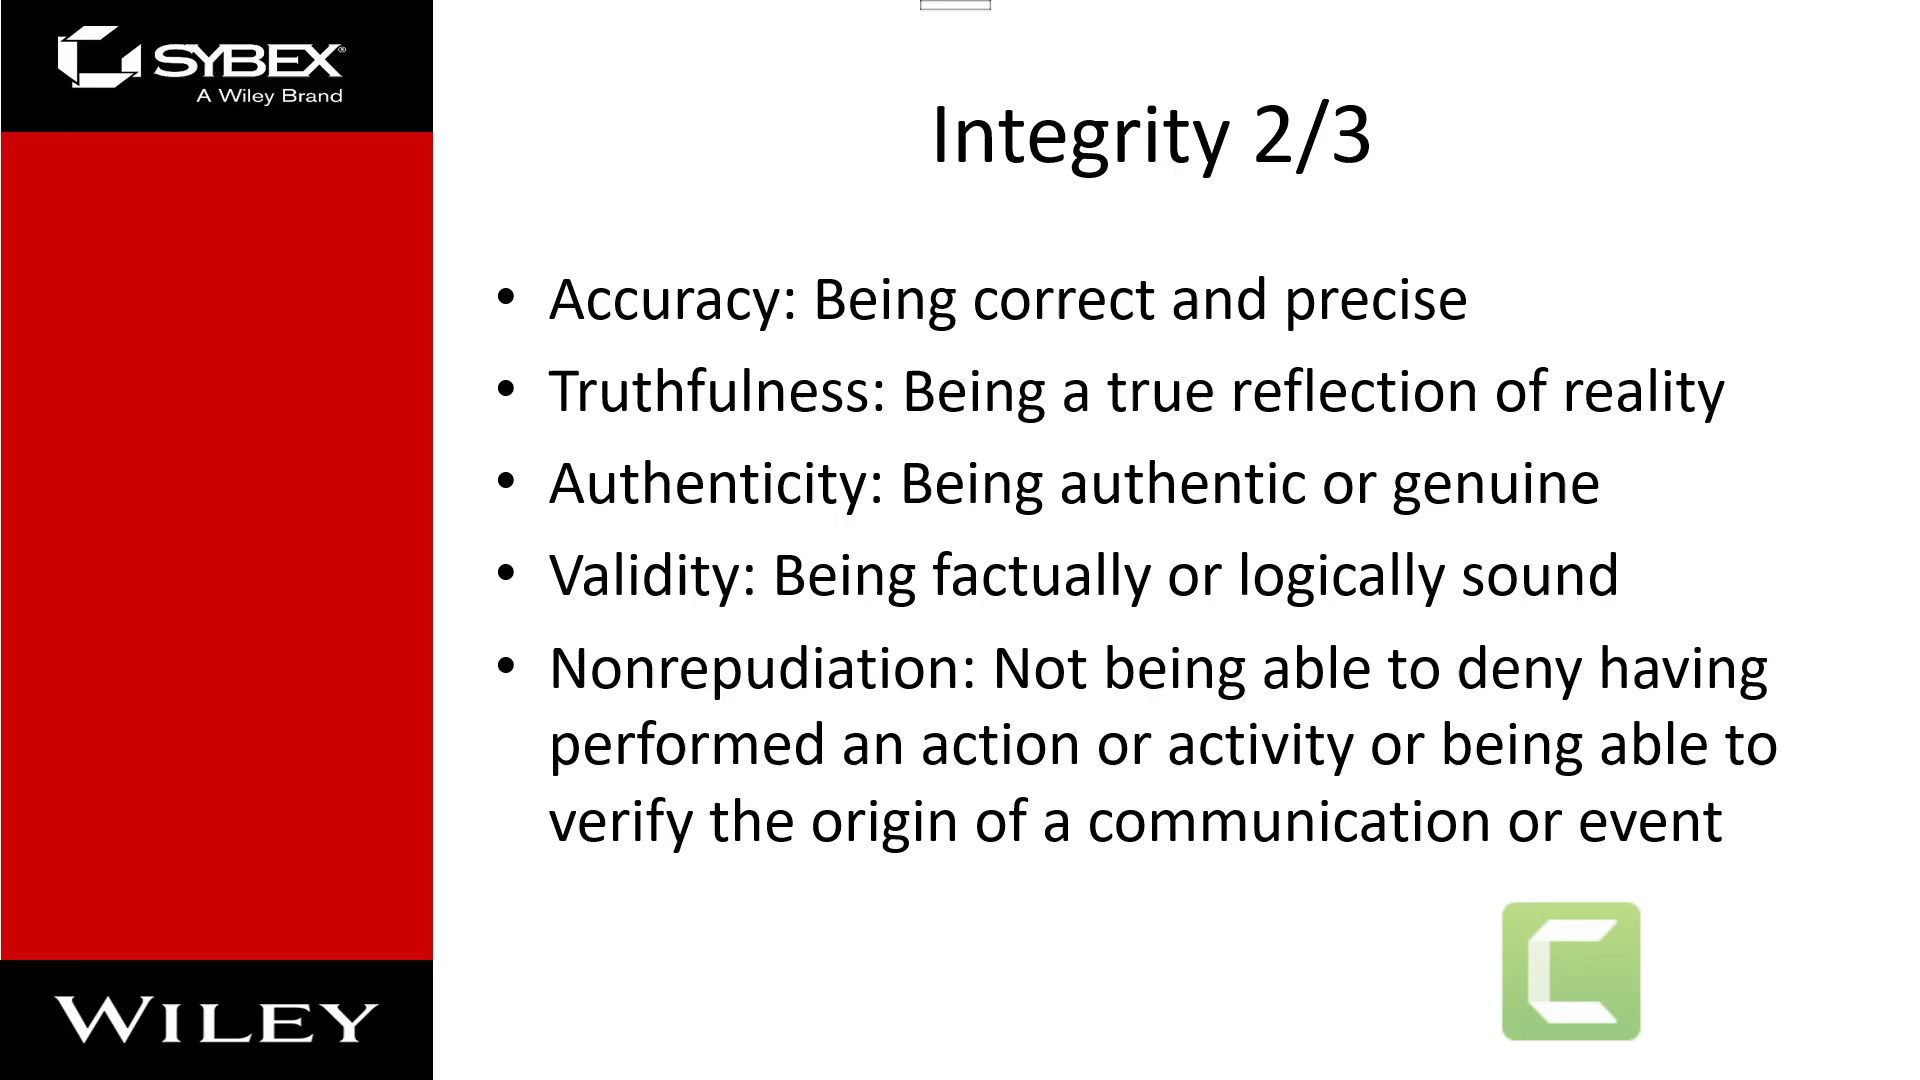 SYBEX®
A Wiley Brand
Integrity 2/3
• Accuracy: Being correct and precise
• Truthfulness: Being a true reflection of reality
• Authenticity: Being authentic or genuine
• Validity: Being factually or logically sound
• Nonrepudiation: Not being able to deny having
performed an action or activity or being able to
verify the origin of a communication or event
WILEY